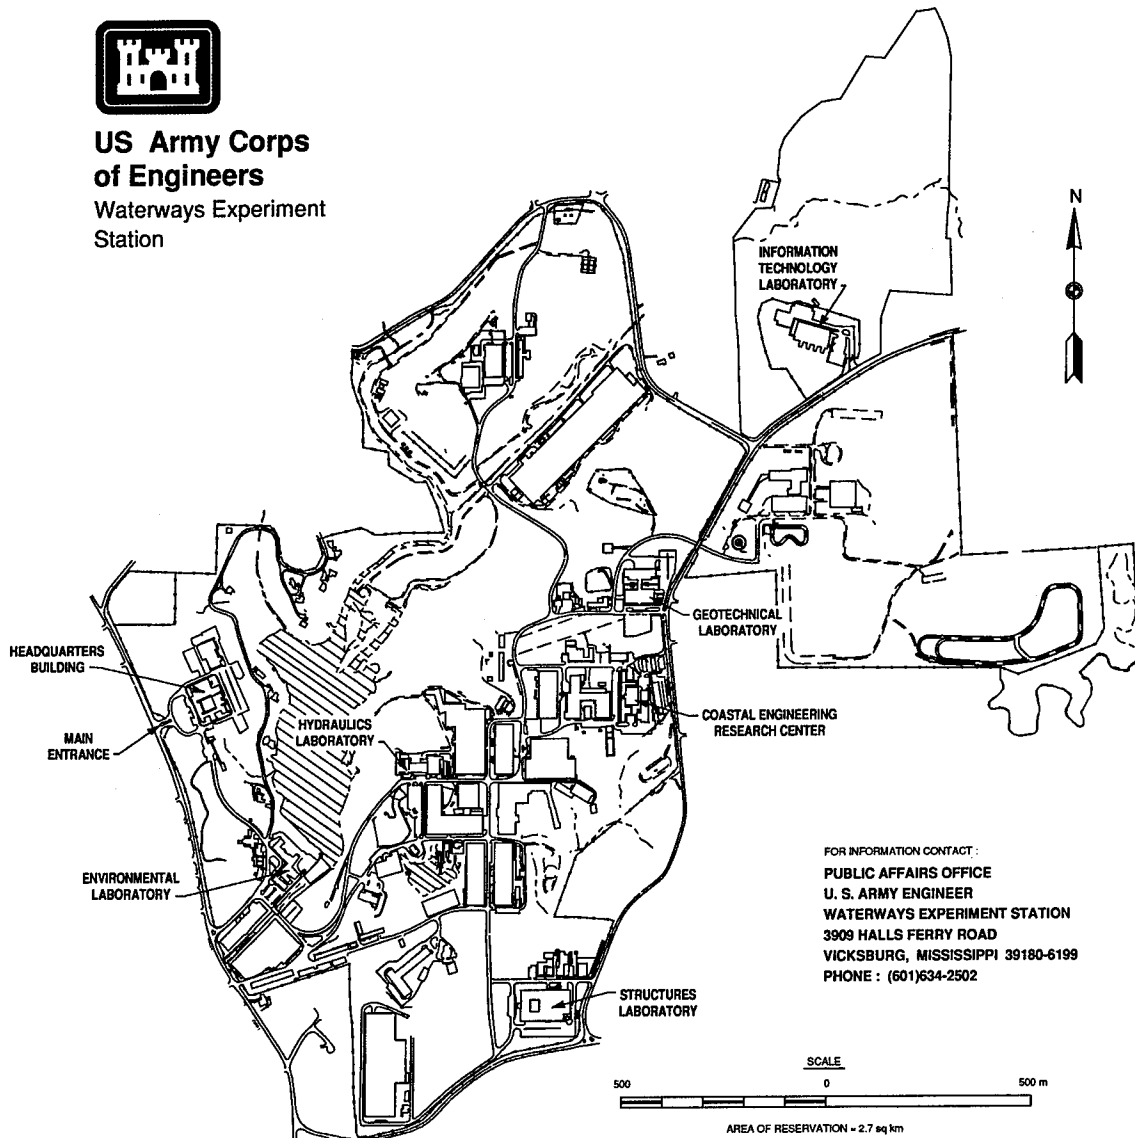 US Army Corps
of Engineers
Waterways Experiment
Station
N
INFORMATION
TECHNOLOGY
LABORATORY
GEOTECHNICAL
LABORATORY
HEADQUARTERS
BUILDING
MAIN
ENTRANCE
HYDRAULICS
LABORATORY
COASTAL ENGINEERING
RESEARCH CENTER
ENVIRONMENTAL
LABORATORY
STRUCTURES
LABORATORY
FOR INFORMATION CONTACT :
PUBLIC AFFAIRS OFFICE
U. S. ARMY ENGINEER
WATERWAYS EXPERIMENT STATION
3909 HALLS FERRY ROAD
VICKSBURG, MISSISSIPPI 39180-6199
PHONE : (601)634-2502
SCALE
500 0 500 m
AREA OF RESERVATION = 2.7 sq km